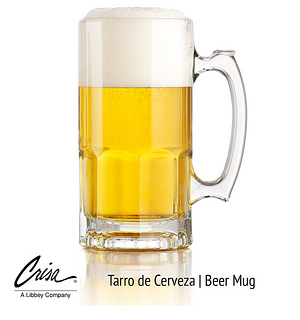 Crisa®
A Libbey Company
Tarro de Cerveza | Beer Mug